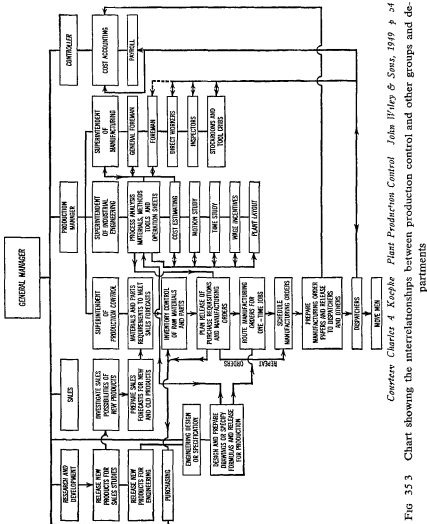 GENERAL MANAGER
RESEARCH AND
DEVELOPMENT
SALES
PRODUCTION
MANAGER
CONTROLLER
RELEASE NEW
PRODUCTS FOR
SALES STUDIES
RELEASE NEW
PRODUCTS FOR
ENGINEERING
PURCHASING
INVESTIGATE SALES
POSSIBILITIES OF
NEW PRODUCTS
PREPARE SALES
FORECASTS FOR NEW
AND OLD PRODUCTS
ENGINEERING DESIGN
OR SPECIFICATION
DESIGN AND PREPARE
DRAWINGS OR SPECIFY
FORMULAS AND RELEASE
FOR PRODUCTION
SUPERINTENDENT
OF PRODUCTION CONTROL
MATERIALS AND PARTS
REQUIREMENTS TO MEET
SALES FORECASTS
INVENTORY CONTROL
OF RAW MATERIALS
AND PARTS
PLAN RELEASE OF
PURCHASE REQUISITIONS
AND MANUFACTURING
ORDERS
ROUTE MANUFACTURING
ORDERS FOR
ONE-TIME JOBS
REPEAT
ORDERS
SCHEDULE
MANUFACTURING ORDERS
PREPARE
MANUFACTURING ORDER
PAPERS AND RELEASE
TO DISPATCHERS
AND OTHERS
DISPATCHERS
MOVE MEN
SUPERINTENDENT
OF INDUSTRIAL
ENGINEERING
PROCESS ANALYSIS
MATERIALS, METHODS
TOOLS AND
OPERATION SHEETS
COST ESTIMATING
MOTION STUDY
TIME STUDY
WAGE INCENTIVES
PLANT LAYOUT
SUPERINTENDENT
OF MANUFACTURING
GENERAL FOREMAN
FOREMAN
DIRECT WORKERS
INSPECTORS
STOCKROOMS AND
TOOL CRIBS
COST ACCOUNTING
PAYROLL
Courtesy Charles A Koepke Plant Production Control John Wiley & Sons, 1949 p 54
FIG 35 3 Chart showing the interrelationships between production control and other groups and de-
partments